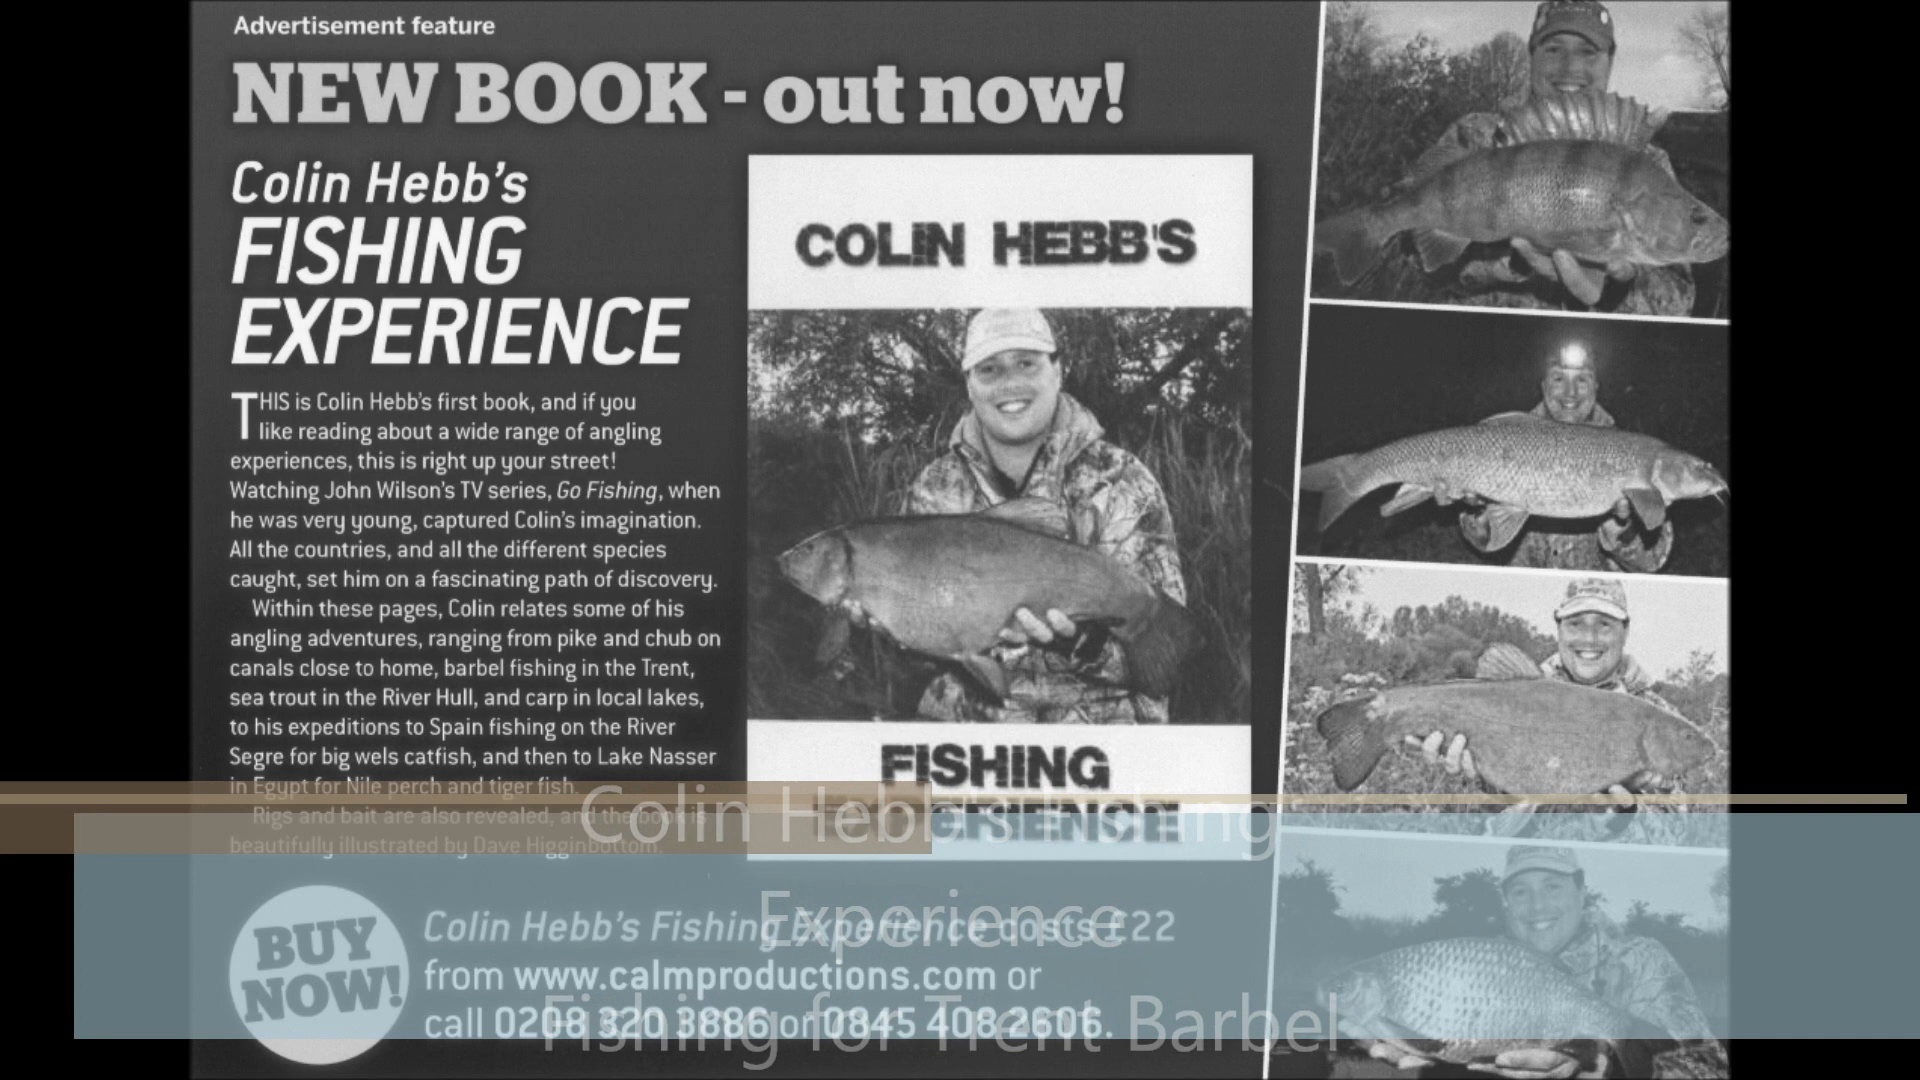 Advertisement feature
NEW BOOK - out now!
Colin Hebb's
FISHING
EXPERIENCE
THIS is Colin Hebb's first book, and if you
like reading about a wide range of angling
experiences, this is right up your street!
Watching John Wilson's TV series, Go Fishing, when
he was very young, captured Colin's imagination.
All the countries, and all the different species
caught, set him on a fascinating path of discovery.
Within these pages, Colin relates some of his
angling adventures, ranging from pike and chub on
canals close to home, barbel fishing in the Trent,
sea trout in the River Hull, and carp in local lakes,
to his expeditions to Spain fishing on the River
Segre for big wels catfish, and then to Lake Nasser
in Egypt for Nile perch and tiger fish.
Rigs and bait are also revealed, and the book is
beautifully illustrated by Dave Higginbottom.
COLIN HEBB'S
FISHING
EXPERIENCE
BUY
NOW!
Colin Hebb's Fishing Experience costs £22
from www.calmproductions.com or
call 0208 320 3886 or 0845 408 2606.
Colin Hebb's Fishing
Experience
Fishing for Trent Barbel